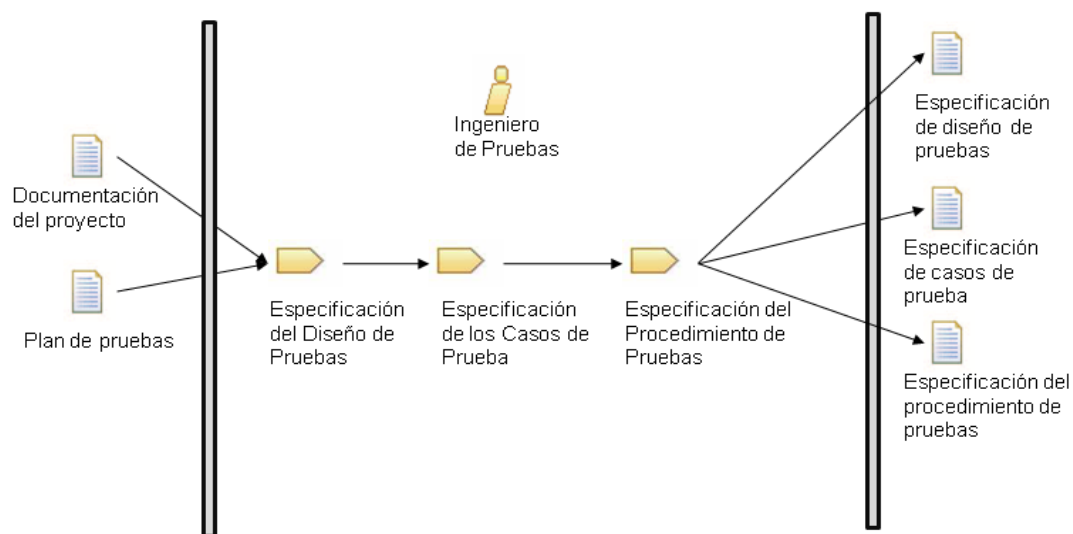 Documentación
del proyecto
Plan de pruebas
Ingeniero
de Pruebas
Especificación
del Diseño de
Pruebas
Especificación
de los Casos de
Prueba
Especificación del
Procedimiento de
Pruebas
Especificación
de diseño de
pruebas
Especificación
de casos de
prueba
Especificación del
procedimiento de
pruebas